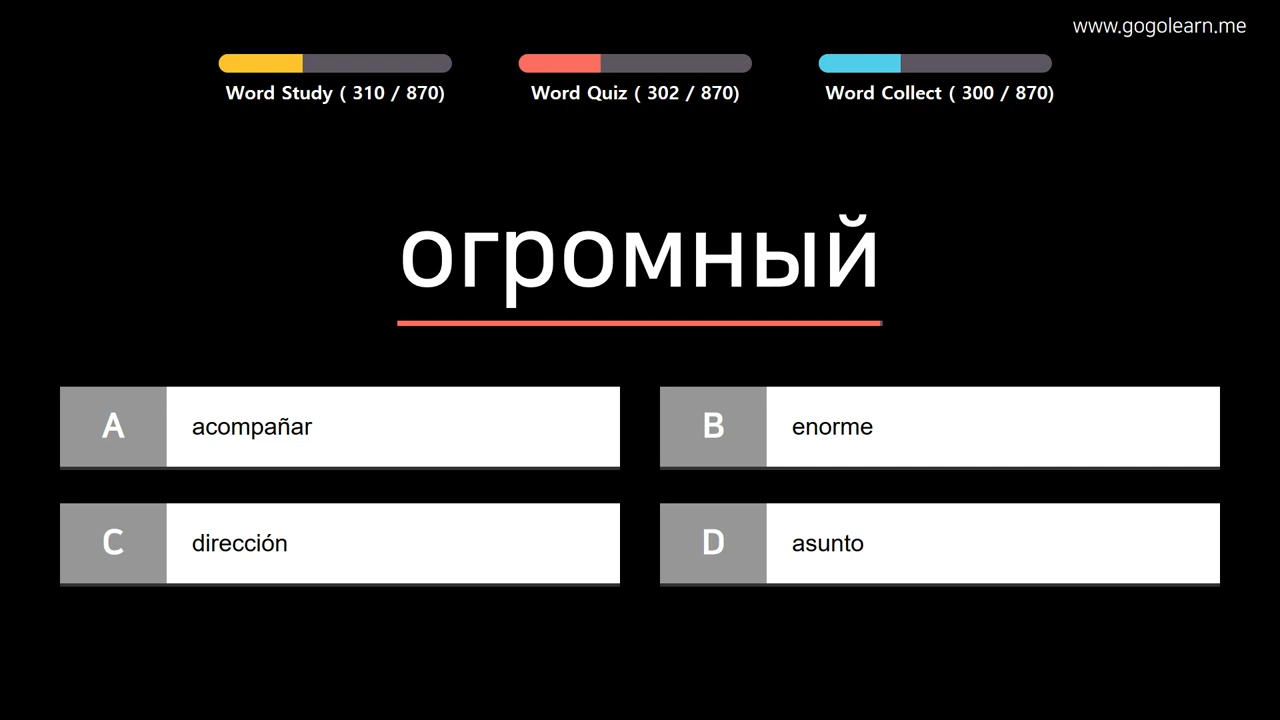 www.gogolearn.me
Word Study ( 310 / 870)
Word Quiz ( 302 / 870)
Word Collect ( 300 / 870)
огромный
A acompañar
B enorme
C dirección
D asunto